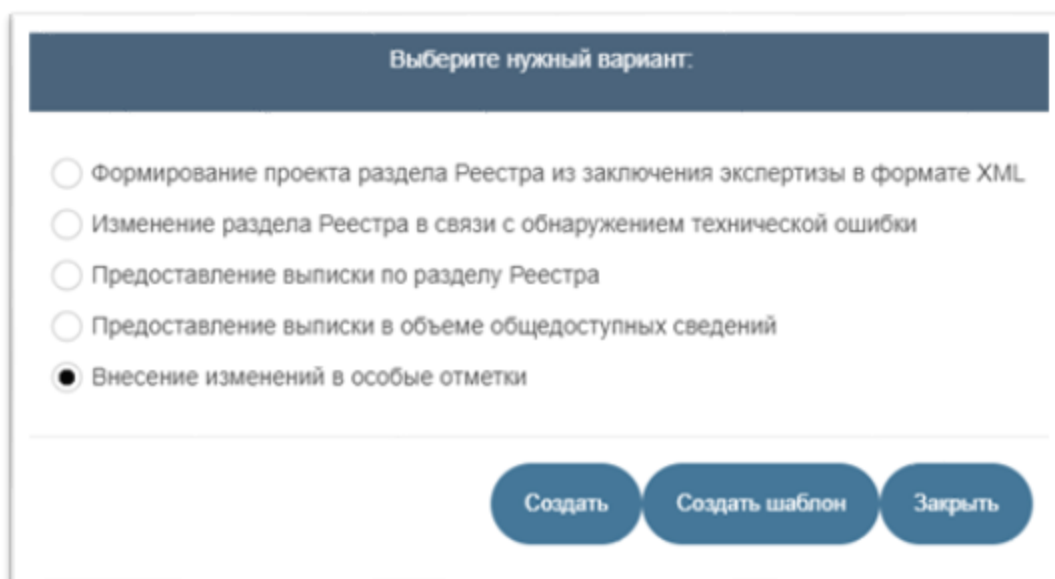 Выберите нужный вариант:
Формирование проекта раздела Реестра из заключения экспертизы в формате XML
Изменение раздела Реестра в связи с обнаружением технической ошибки
Предоставление выписки по разделу Реестра
Предоставление выписки в объеме общедоступных сведений
Внесение изменений в особые отметки
Создать Создать шаблон Закрыть